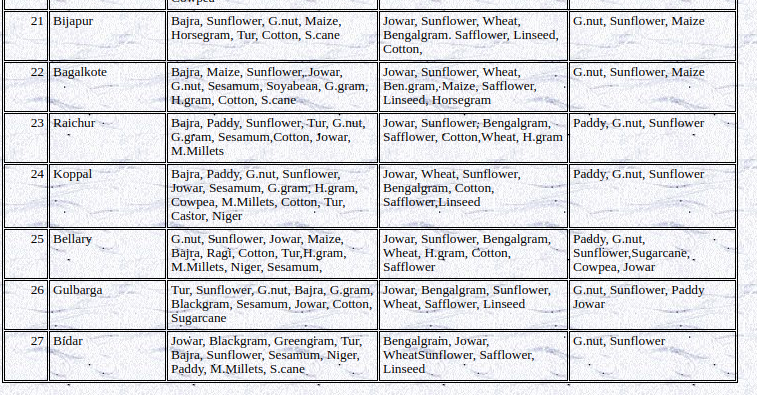 Cowpea
21 Bijapur Bajra, Sunflower, G.nut, Maize, Jowar, Sunflower, Wheat, G.nut, Sunflower, Maize
Horsegram, Tur, Cotton, S.cane Bengalgram. Safflower, Linseed,
Cotton,
22 Bagalkote Bajra, Maize, Sunflower, Jowar, Jowar, Sunflower, Wheat, G.nut, Sunflower, Maize
G.nut, Sesamum, Soyabean, G.gram, Ben.gram, Maize, Safflower,
H.gram, Cotton, S.cane Linseed, Horsegram
23 Raichur Bajra, Paddy, Sunflower, Tur, G.nut, Jowar, Sunflower, Bengalgram, Paddy, G.nut, Sunflower
G.gram, Sesamum,Cotton, Jowar, Safflower, Cotton,Wheat, H.gram
M.Millets
24 Koppal Bajra, Paddy, G.nut, Sunflower, Jowar, Wheat, Sunflower, Paddy, G.nut, Sunflower
Jowar, Sesamum, G.gram, H.gram, Bengalgram, Cotton,
Cowpea, M.Millets, Cotton, Tur, Safflower,Linseed
Castor, Niger
25 Bellary G.nut, Sunflower, Jowar, Maize, Jowar, Sunflower, Bengalgram, Paddy, G.nut,
Bajra, Ragi, Cotton, Tur,H.gram, Wheat, H.gram, Cotton, Sunflower,Sugarcane,
M.Millets, Niger, Sesamum, Safflower Cowpea, Jowar
26 Gulbarga Tur, Sunflower, G.nut, Bajra, G.gram, Jowar, Bengalgram, Sunflower, G.nut, Sunflower, Paddy
Blackgram, Sesamum, Jowar, Cotton, Wheat, Safflower, Linseed Jowar
Sugarcane
27 Bidar Jowar, Blackgram, Greengram, Tur, Bengalgram, Jowar, G.nut, Sunflower
Bajra, Sunflower, Sesamum, Niger, WheatSunflower, Safflower,
Paddy, M.Millets, S.cane Linseed